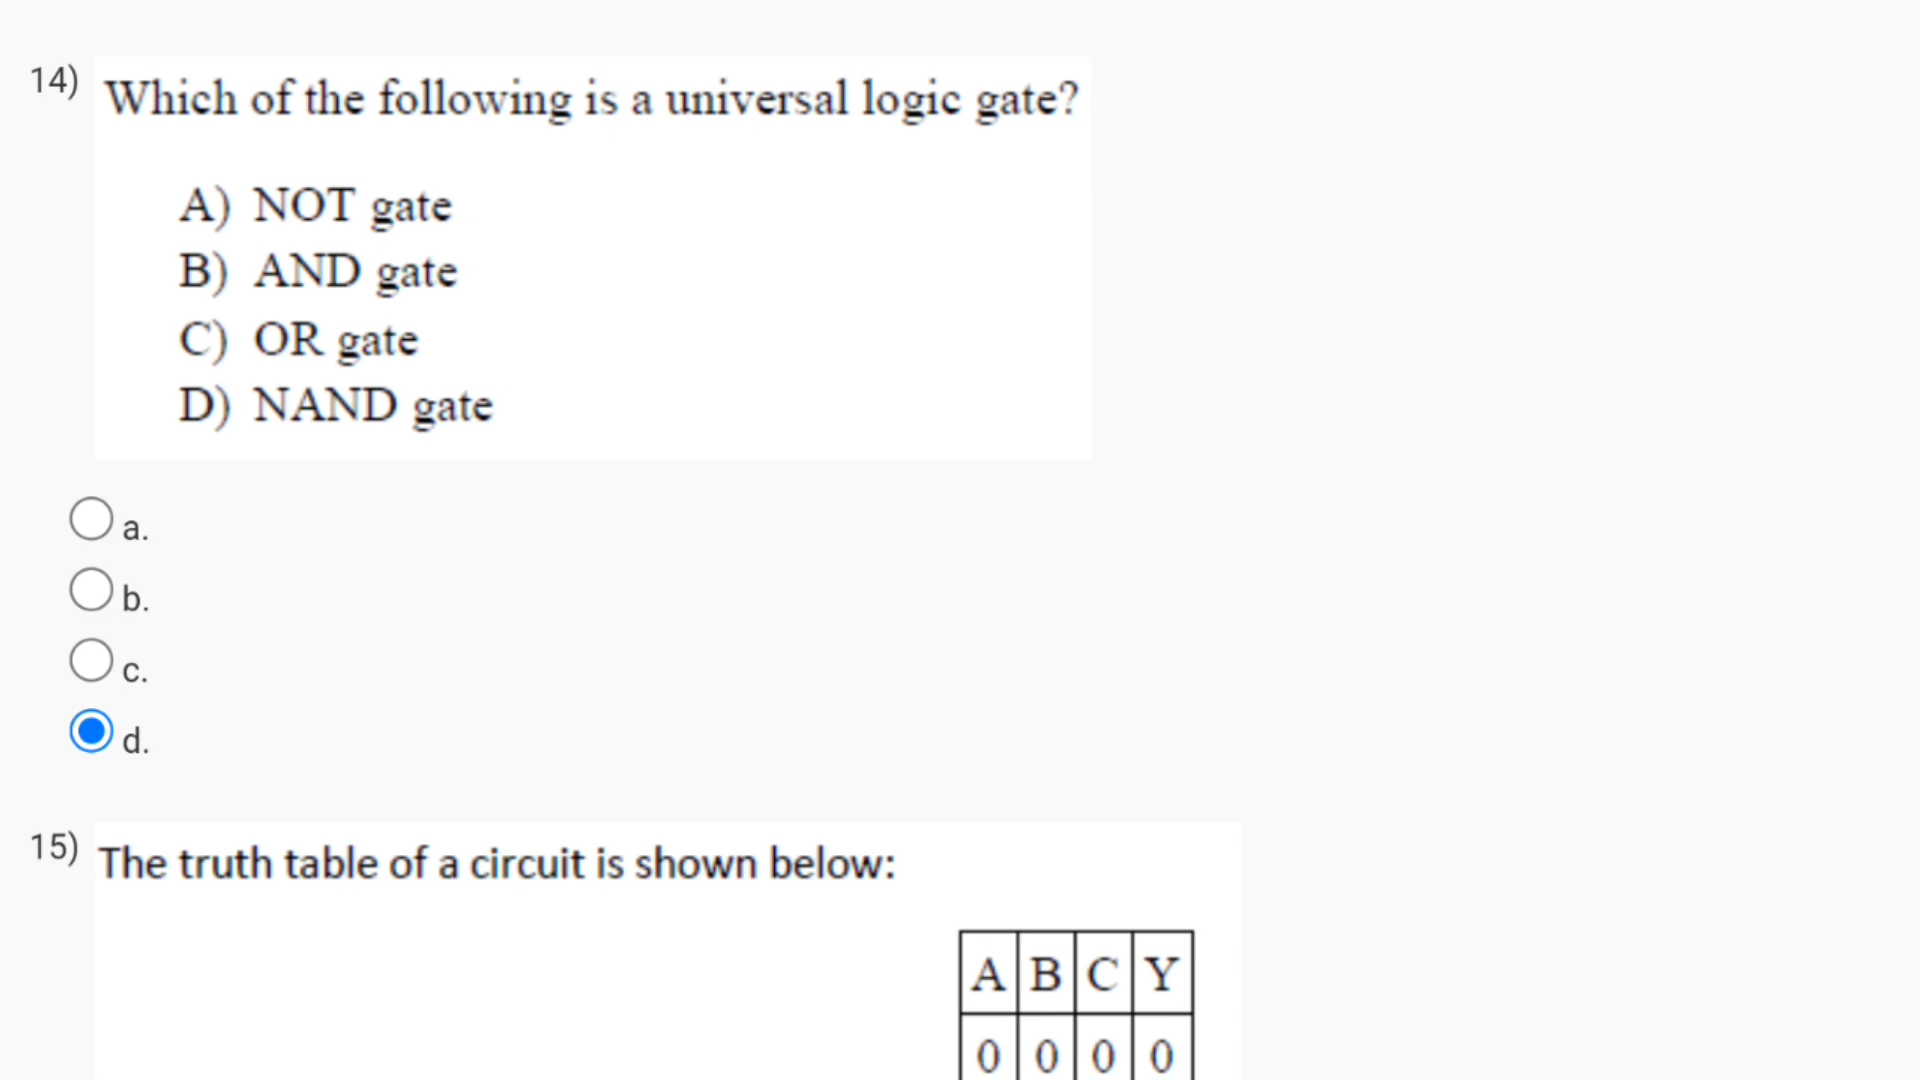 14) Which of the following is a universal logic gate?
A) NOT gate
B) AND gate
C) OR gate
D) NAND gate
a.
b.
c.
d.
15) The truth table of a circuit is shown below:
A B C Y
0 0 0 0